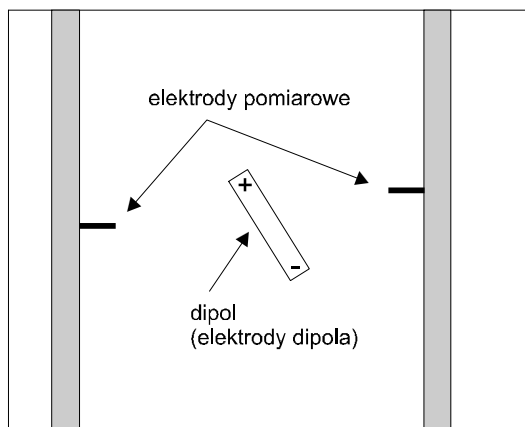 elektrody pomiarowe
+
-
dipol
(elektrody dipola)